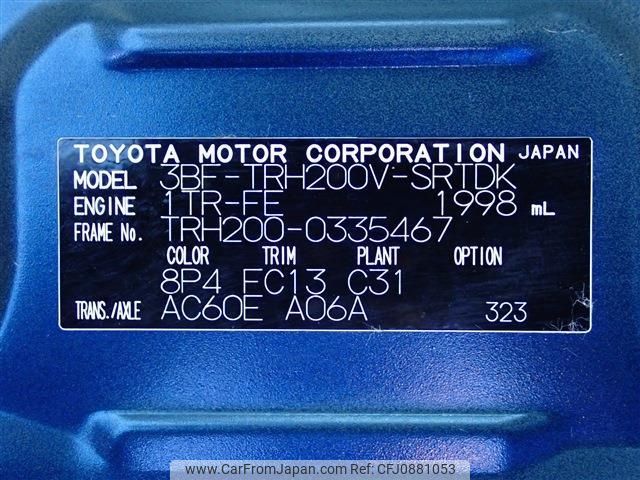 TOYOTA MOTOR CORPORATION JAPAN
MODEL 3BF-TRH200V-SRTDK
ENGINE 1TR-FE 1998 mL
FRAME No. TRH200-0335467
COLOR TRIM PLANT OPTION
8P4 FC13 C31
TRANS./AXLE AC60E A06A 323
www.CarFromJapan.com | Ref No:CFJ0881053